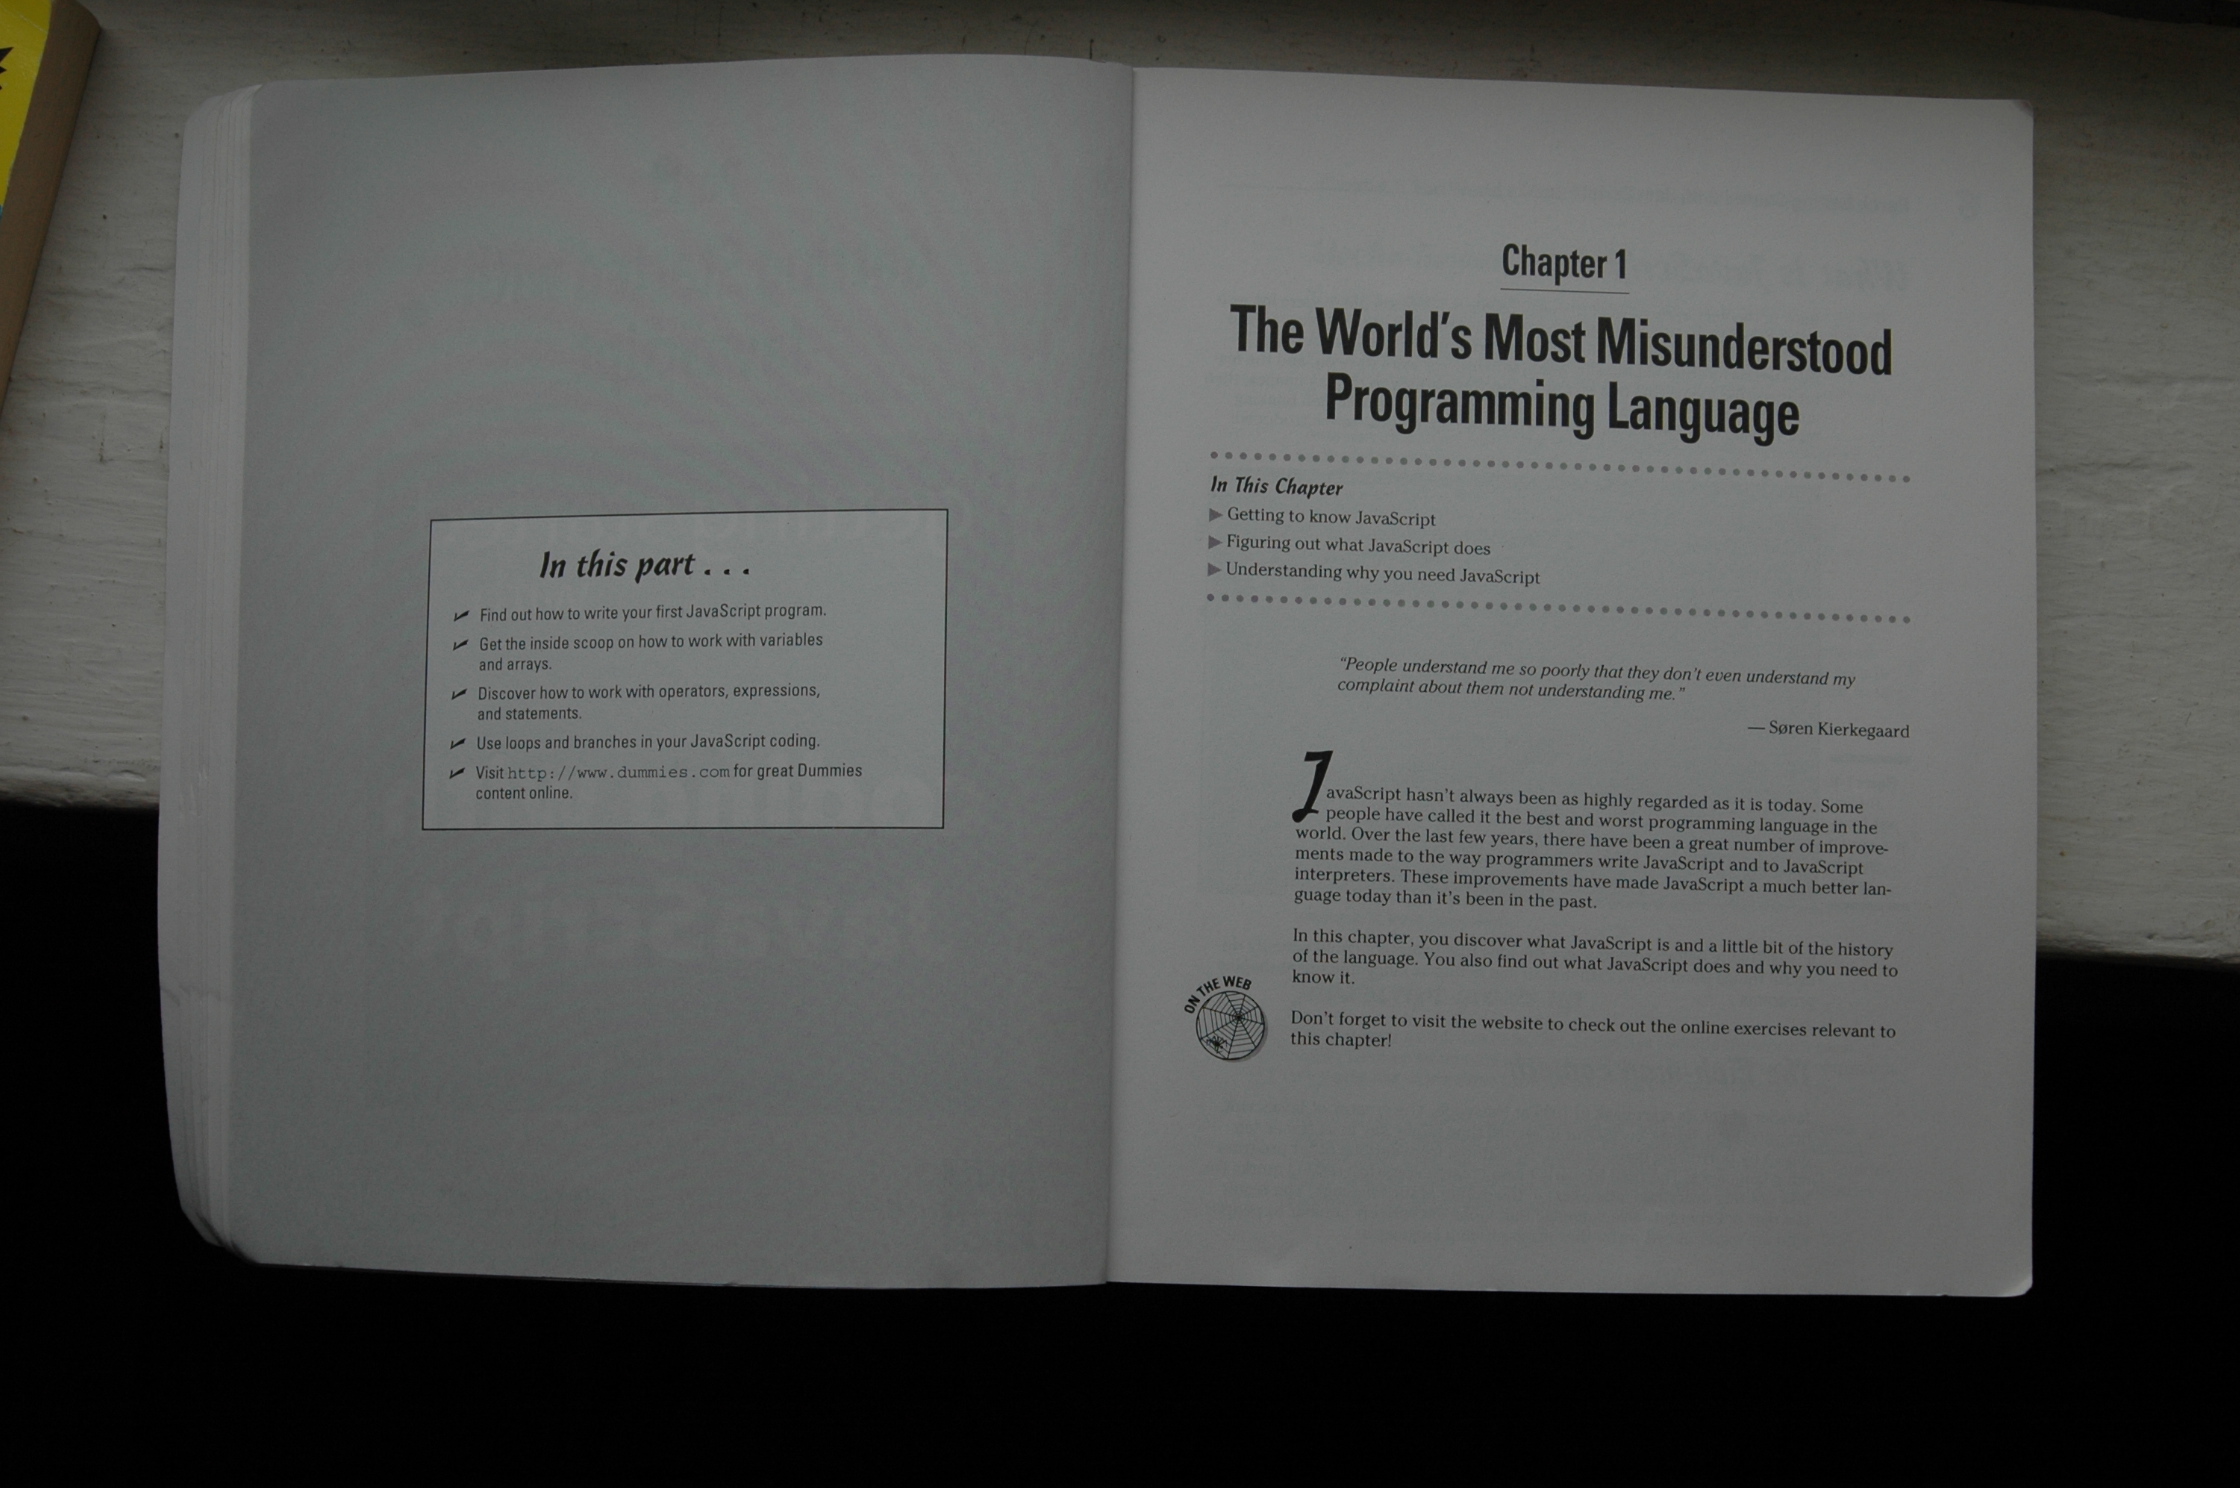 In this part . . .
Find out how to write your first JavaScript program.
Get the inside scoop on how to work with variables
and arrays.
Discover how to work with operators, expressions,
and statements.
Use loops and branches in your JavaScript coding.
Visit http://www.dummies.com for great Dummies
content online.
Chapter 1
The World's Most Misunderstood
Programming Language
In This Chapter
Getting to know JavaScript
Figuring out what JavaScript does
Understanding why you need JavaScript
"People understand me so poorly that they don't even understand my
complaint about them not understanding me."
— Søren Kierkegaard
JavaScript hasn't always been as highly regarded as it is today. Some
people have called it the best and worst programming language in the
world. Over the last few years, there have been a great number of improve-
ments made to the way programmers write JavaScript and to JavaScript
interpreters. These improvements have made JavaScript a much better lan-
guage today than it's been in the past.
In this chapter, you discover what JavaScript is and a little bit of the history
of the language. You also find out what JavaScript does and why you need to
know it.
ON THE WEB
Don't forget to visit the website to check out the online exercises relevant to
this chapter!